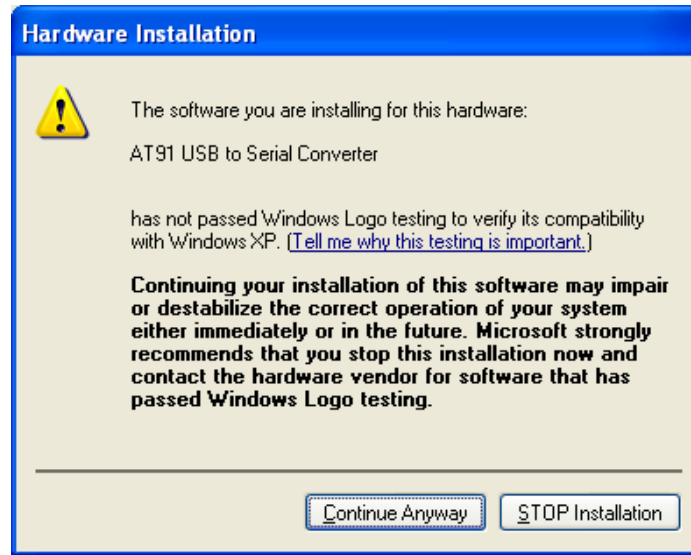 Hardware Installation
The software you are installing for this hardware:
AT91 USB to Serial Converter
has not passed Windows Logo testing to verify its compatibility
with Windows XP. (Tell me why this testing is important.)
Continuing your installation of this software may impair
or destabilize the correct operation of your system
either immediately or in the future. Microsoft strongly
recommends that you stop this installation now and
contact the hardware vendor for software that has
passed Windows Logo testing.
Continue Anyway
STOP Installation